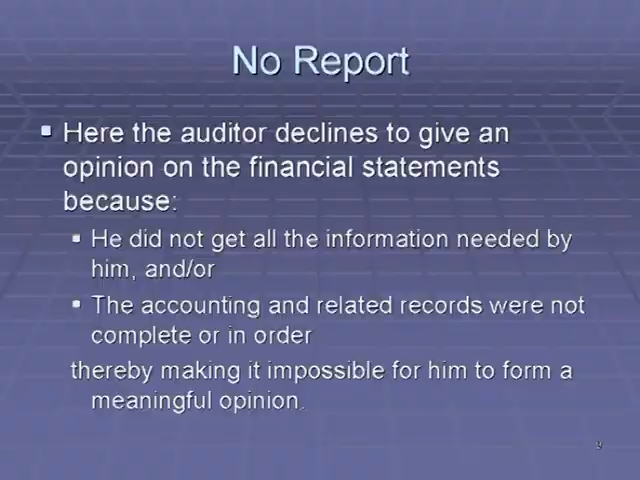 No Report
Here the auditor declines to give an
opinion on the financial statements
because:
He did not get all the information needed by
him, and/or
The accounting and related records were not
complete or in order
thereby making it impossible for him to form a
meaningful opinion.